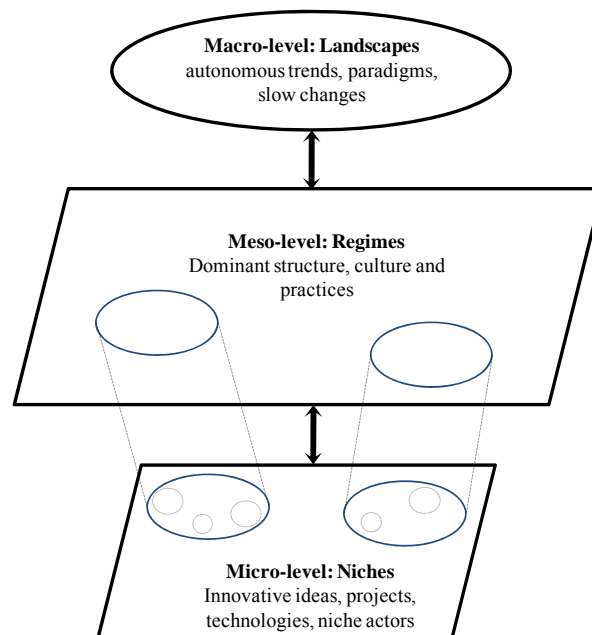 Macro-level: Landscapes
autonomous trends, paradigms,
slow changes
Meso-level: Regimes
Dominant structure, culture and
practices
Micro-level: Niches
Innovative ideas, projects,
technologies, niche actors